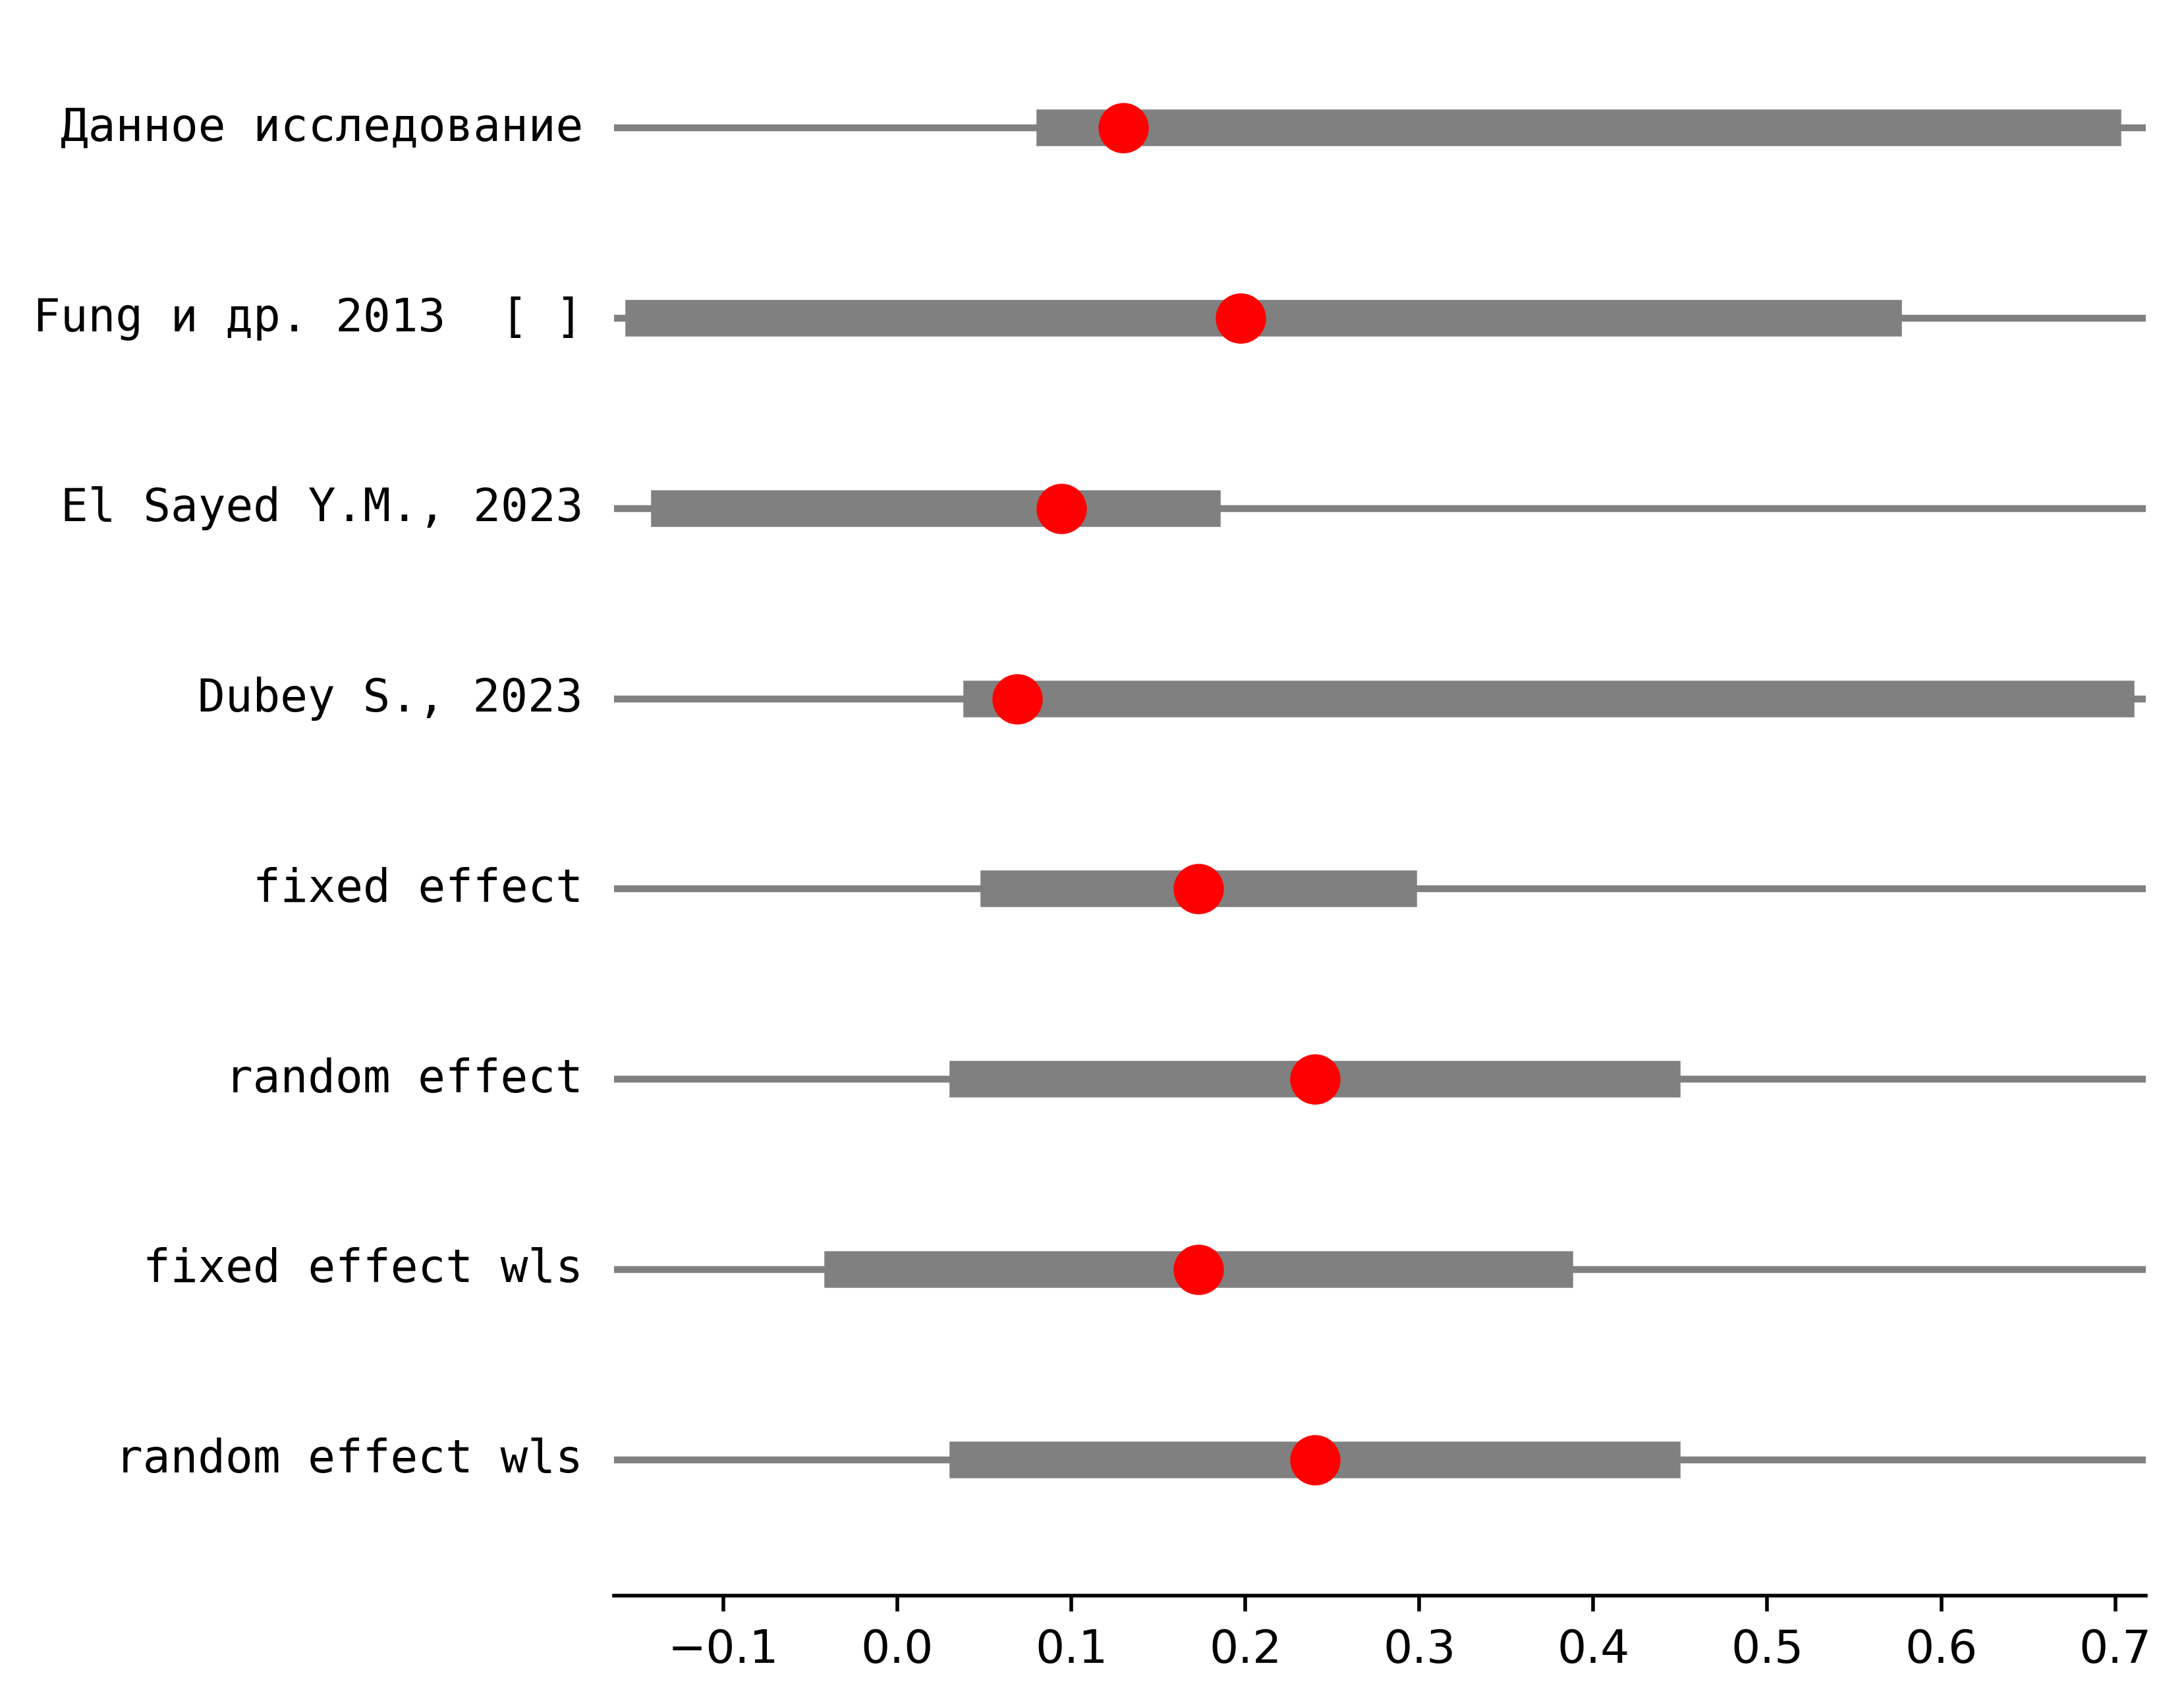 Данное исследование
Fung и др. 2013  [ ]
El Sayed Y.M., 2023
Dubey S., 2023
fixed effect
random effect
fixed effect wls
random effect wls
−0.1 0.0 0.1 0.2 0.3 0.4 0.5 0.6 0.7